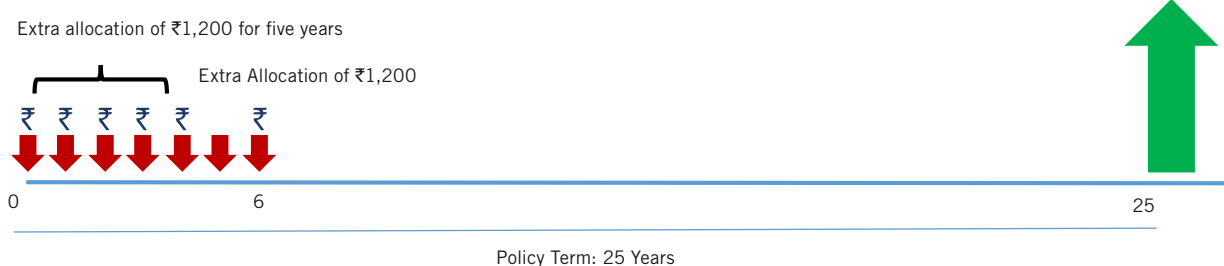 Extra allocation of ₹1,200 for five years
Extra Allocation of ₹1,200
₹ ₹ ₹ ₹ ₹ ₹
0 6 25
Policy Term: 25 Years